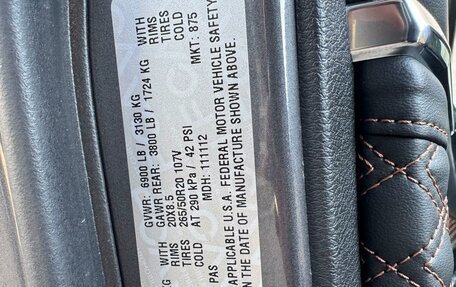 GVWR: 6900 LB / 3130 KG
KG GAWR REAR: 3800 LB / 1724 KG
WITH 20X8.5 WITH
RIMS RIMS
TIRES 265/50R20 107V TIRES
COLD AT 290 kPa / 42 PSI COLD
MDH: 111112 MKT: 875
PAS
APPLICABLE U.S.A. FEDERAL MOTOR VEHICLE SAFETY
N THE DATE OF MANUFACTURE SHOWN ABOVE.